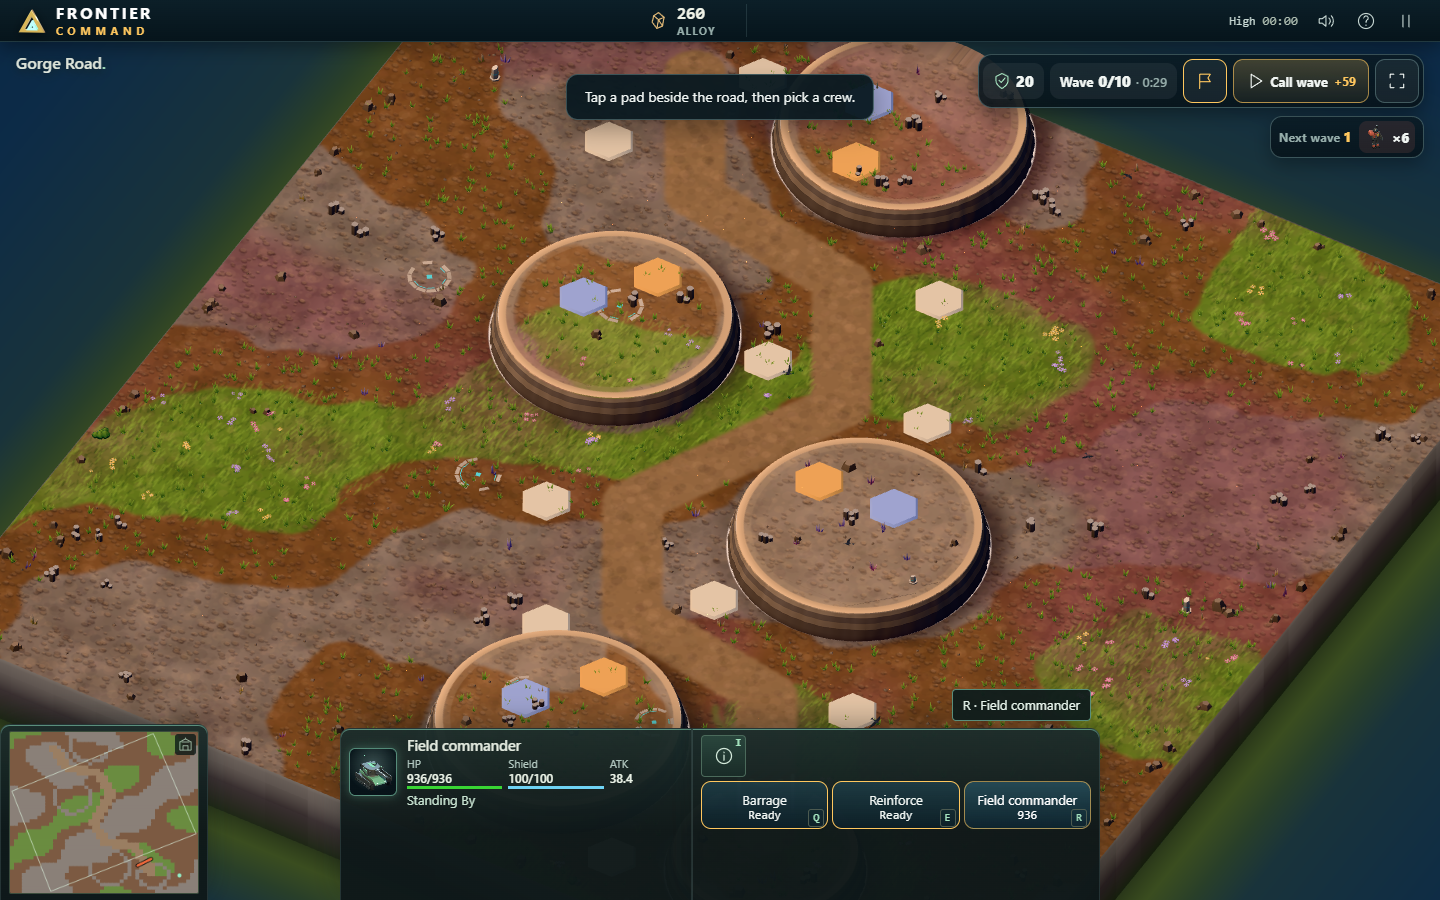 FRONTIER
COMMAND
260
ALLOY
High 00:00
Gorge Road.
Tap a pad beside the road, then pick a crew.
20
Wave 0/10 · 0:29
Call wave +59
Next wave 1
×6
R · Field commander
Field commander
HP
936/936
Shield
100/100
ATK
38.4
Standing By
I
Barrage
Ready
Q
Reinforce
Ready
E
Field commander
936
R